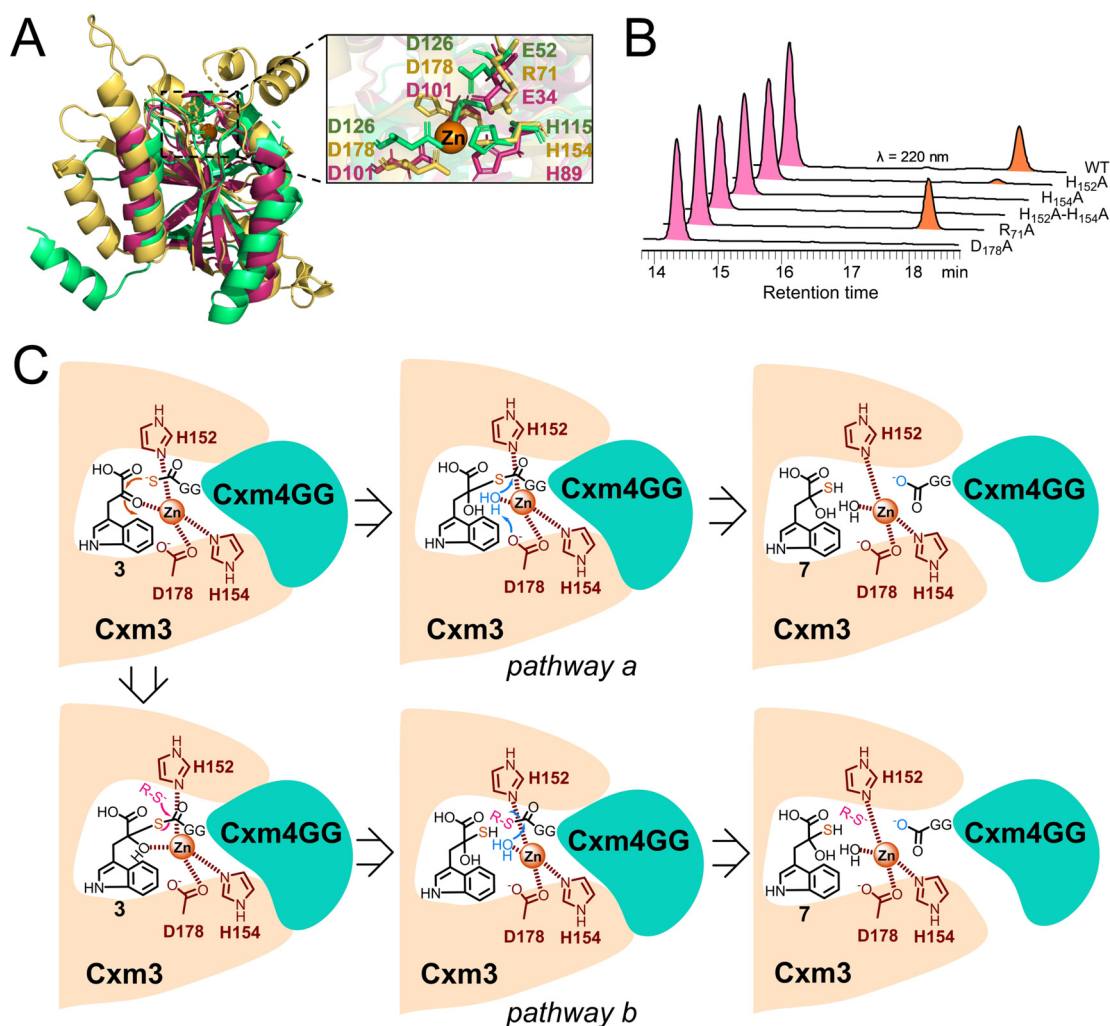 A
D126
D178
D101
E52
R71
E34
Zn
D126
D178
D101
H115
H154
H89
B
λ = 220 nm
WT
H152A
H154A
H152A-H154A
R71A
D178A
14 15 16 17 18 min
Retention time
C
H
N
N
H152
HO
O
-S
O
GG
O
Zn
HN
3
O-
O
N
N
H
D178
H154
Cxm4GG
Cxm3
H
N
N
H152
HO
O
S
O
GG
OH
HO
H
Zn
HN
O-
O
N
N
H
D178
H154
Cxm4GG
Cxm3
pathway a
H
N
N
H152
HO
O
SH
OH
HO
H
Zn
-O
O
GG
HN
7
O-
O
N
N
H
D178
H154
Cxm4GG
Cxm3
H
N
N
H152
R-S-
HO
O
S
O
GG
HO
Zn
HN
3
O-
O
N
N
H
D178
H154
Cxm4GG
Cxm3
H
N
N
H152
HO
O
SH
R-S
O
GG
OH
HO
Zn
HN
-O
O
N
N
H
D178
H154
Cxm4GG
Cxm3
pathway b
H
N
N
H152
R-S-
HO
O
SH
OH
HO
H
Zn
-O
O
GG
HN
7
-O
O
N
N
H
D178
H154
Cxm4GG
Cxm3